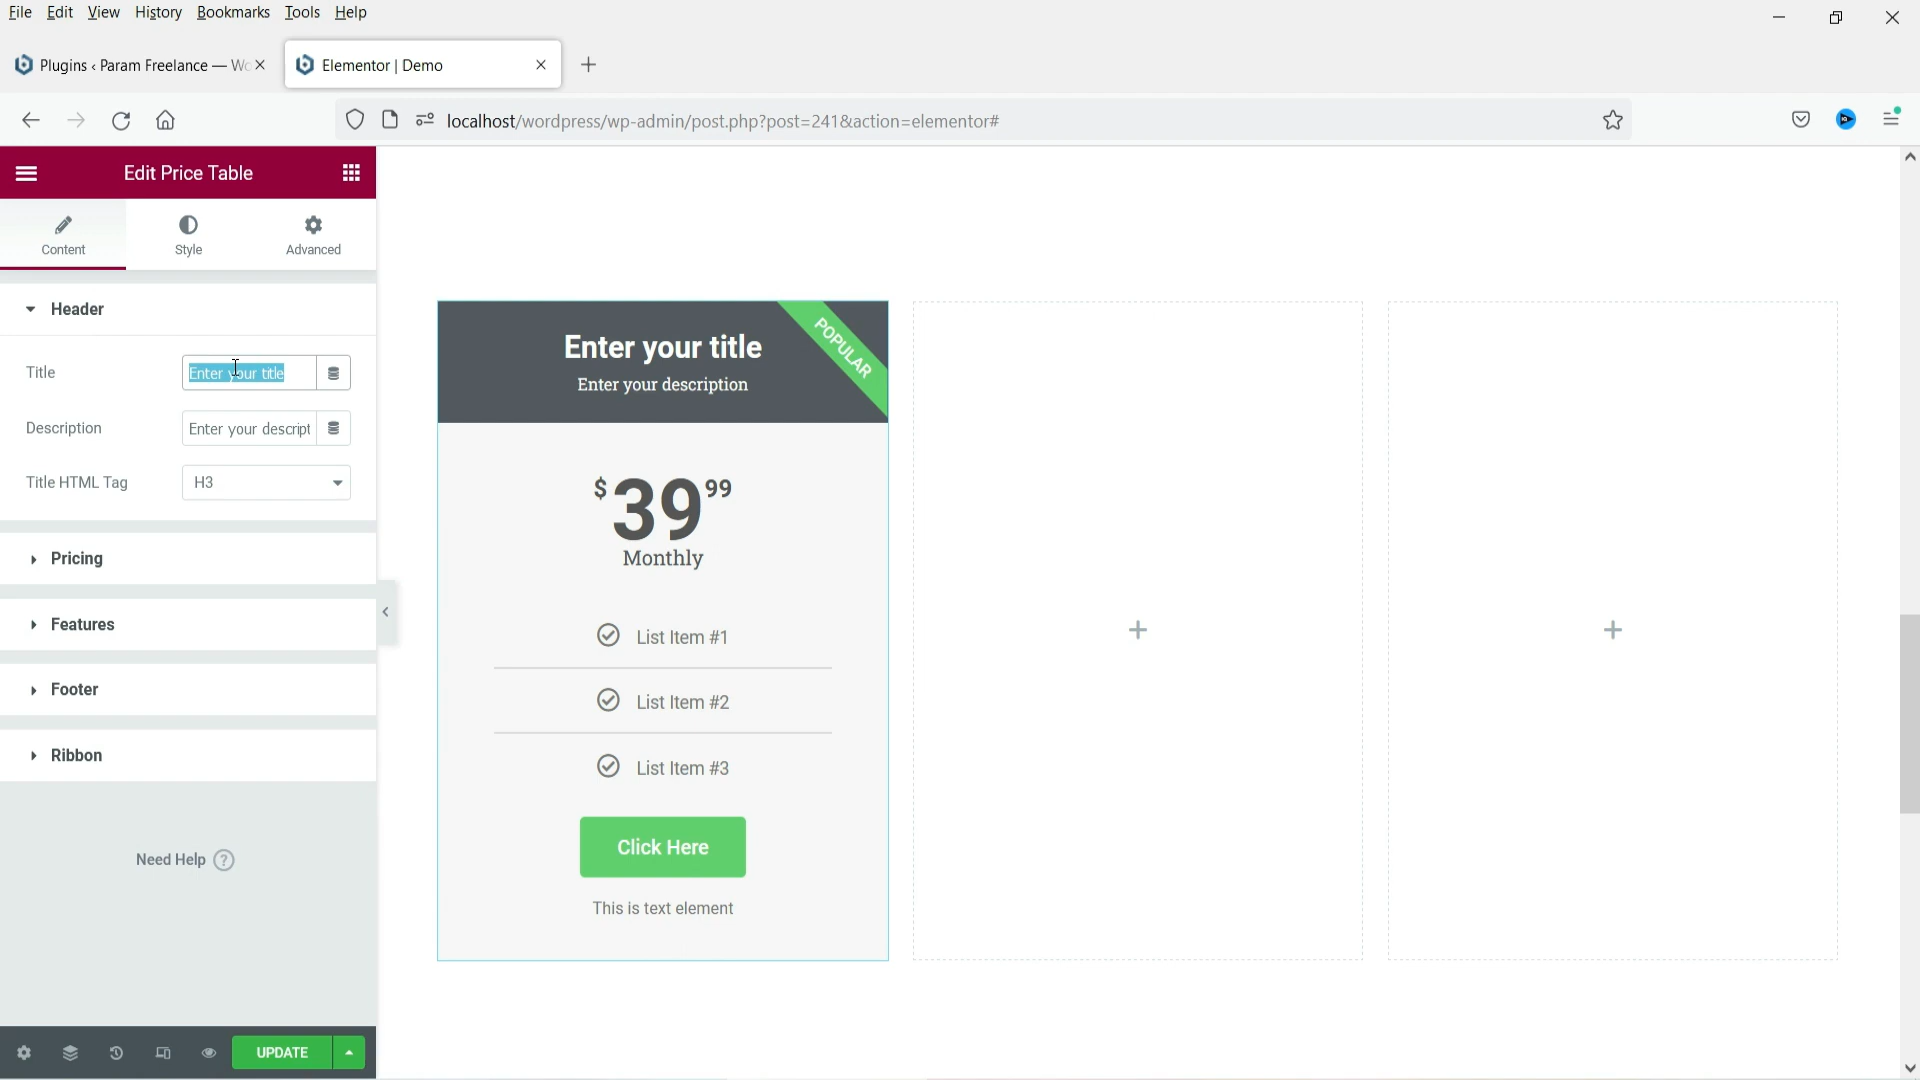 File Edit View History Bookmarks Tools Help
Plugins ‹ Param Freelance — Wo
Elementor | Demo
localhost/wordpress/wp-admin/post.php?post=241&action=elementor#
Edit Price Table
Content Style Advanced
Header
Title Enter your title
Description Enter your descript
Title HTML Tag H3
Pricing
Features
Footer
Ribbon
Need Help ?
UPDATE
POPULAR
Enter your title
Enter your description
$39 99
Monthly
List Item #1
List Item #2
List Item #3
Click Here
This is text element